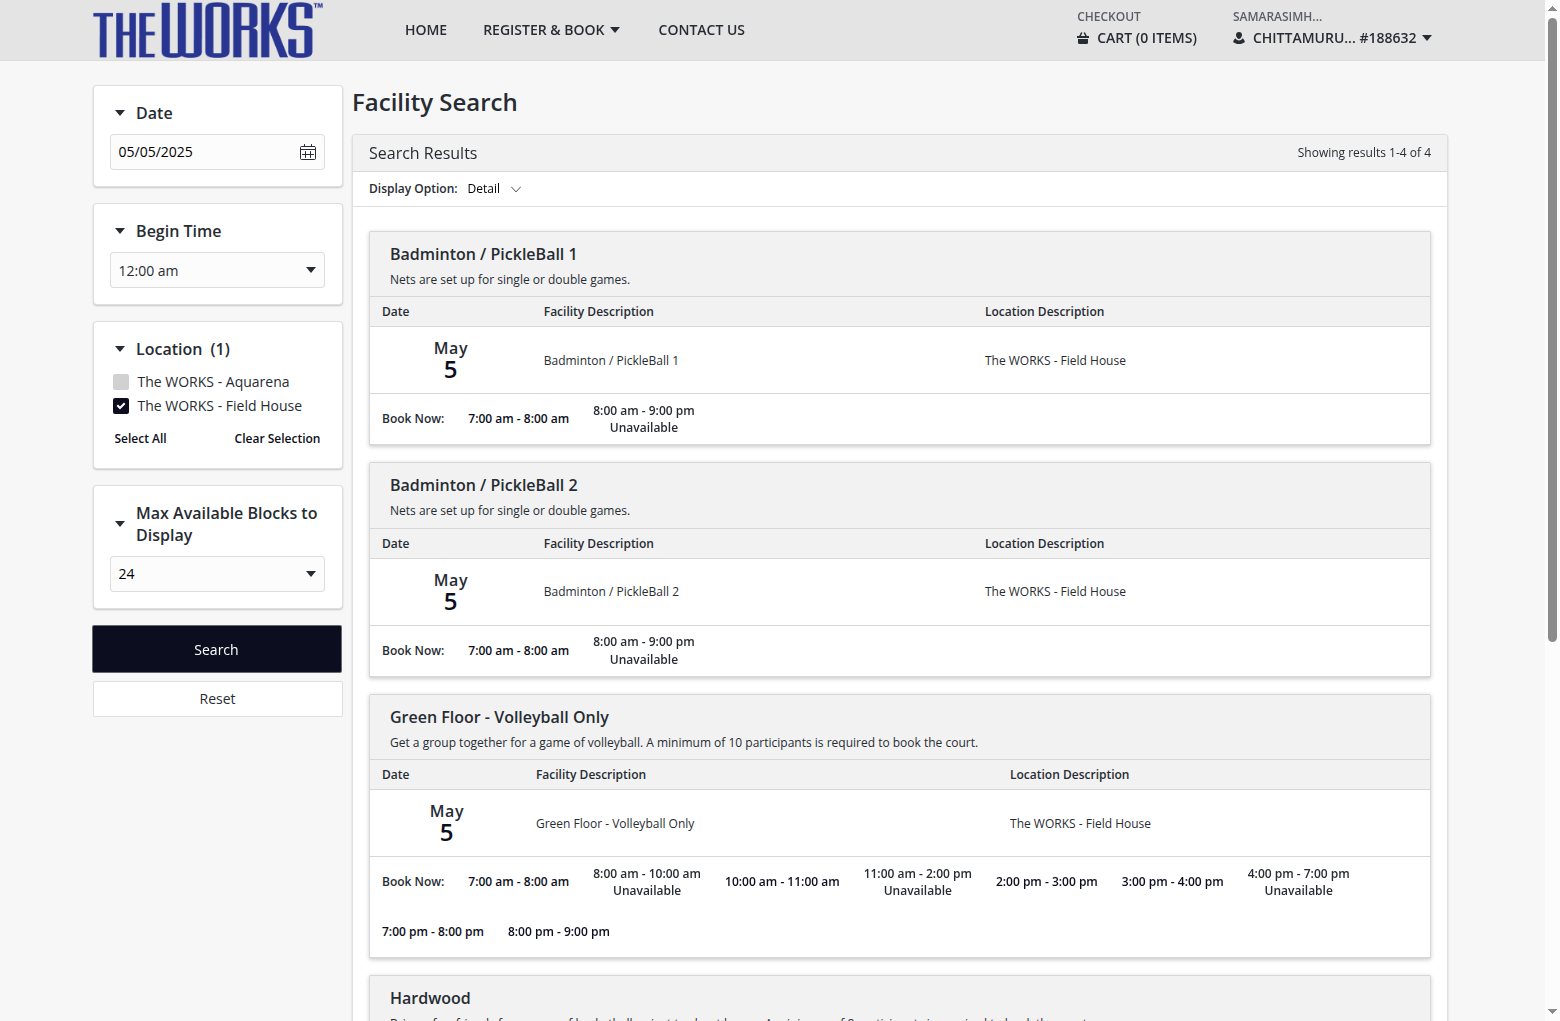 THE WORKS™
HOME
REGISTER & BOOK
CONTACT US
CHECKOUT
CART (0 ITEMS)
SAMARASIMH...
CHITTAMURU... #188632
Date
05/05/2025
Begin Time
12:00 am
Location (1)
The WORKS - Aquarena
The WORKS - Field House
Select All Clear Selection
Max Available Blocks to
Display
24
Search
Reset
Facility Search
Search Results Showing results 1-4 of 4
Display Option: Detail
Badminton / PickleBall 1
Nets are set up for single or double games.
Date Facility Description Location Description
May
5
Badminton / PickleBall 1 The WORKS - Field House
Book Now: 7:00 am - 8:00 am 8:00 am - 9:00 pm
Unavailable
Badminton / PickleBall 2
Nets are set up for single or double games.
Date Facility Description Location Description
May
5
Badminton / PickleBall 2 The WORKS - Field House
Book Now: 7:00 am - 8:00 am 8:00 am - 9:00 pm
Unavailable
Green Floor - Volleyball Only
Get a group together for a game of volleyball. A minimum of 10 participants is required to book the court.
Date Facility Description Location Description
May
5
Green Floor - Volleyball Only The WORKS - Field House
Book Now: 7:00 am - 8:00 am 8:00 am - 10:00 am 10:00 am - 11:00 am 11:00 am - 2:00 pm 2:00 pm - 3:00 pm 3:00 pm - 4:00 pm 4:00 pm - 7:00 pm
Unavailable Unavailable Unavailable
7:00 pm - 8:00 pm 8:00 pm - 9:00 pm
Hardwood